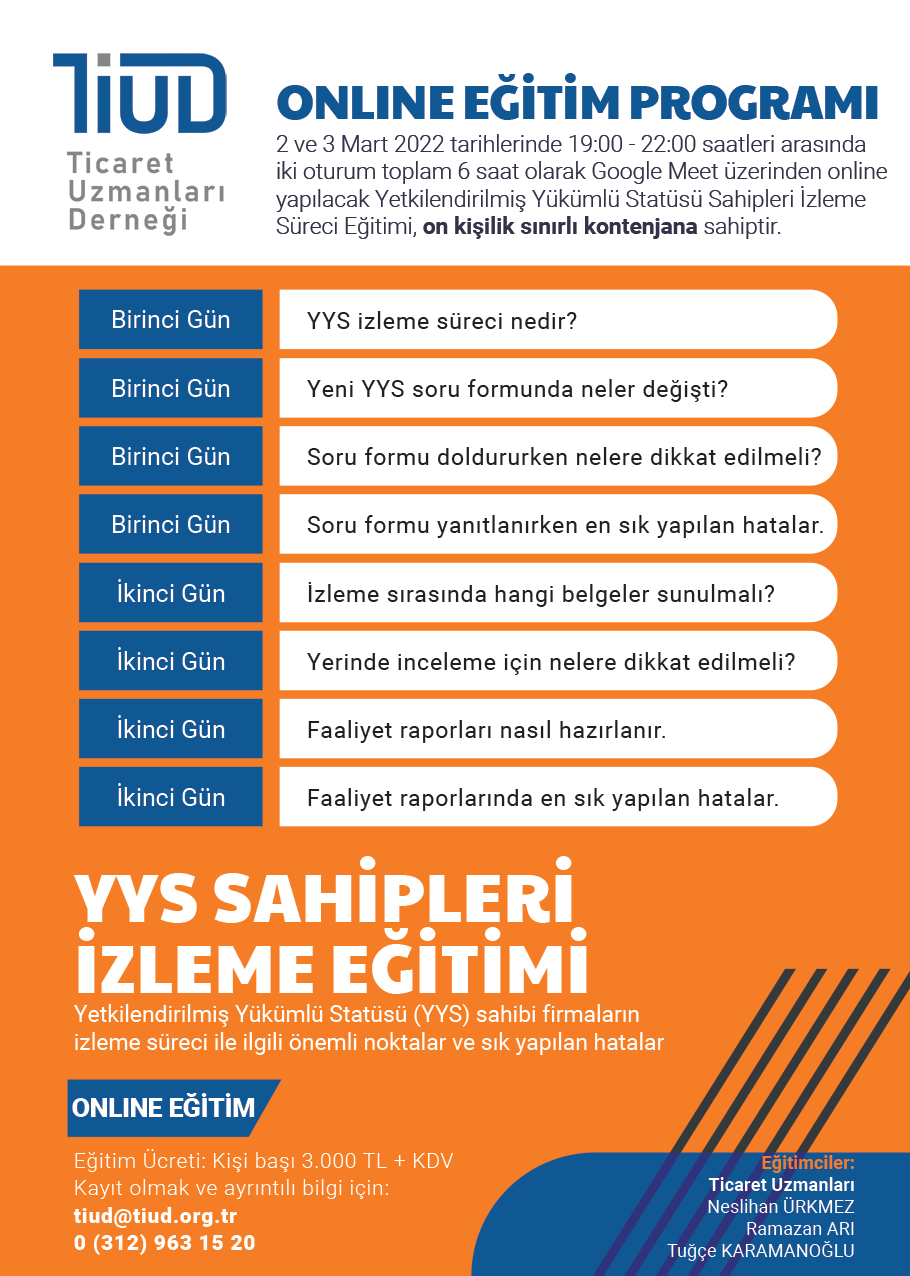 TiUD
Ticaret
Uzmanları
Derneği
ONLINE EĞİTİM PROGRAMI
2 ve 3 Mart 2022 tarihlerinde 19:00 - 22:00 saatleri arasında
iki oturum toplam 6 saat olarak Google Meet üzerinden online
yapılacak Yetkilendirilmiş Yükümlü Statüsü Sahipleri İzleme
Süreci Eğitimi, on kişilik sınırlı kontenjana sahiptir.
Birinci Gün YYS izleme süreci nedir?
Birinci Gün Yeni YYS soru formunda neler değişti?
Birinci Gün Soru formu doldururken nelere dikkat edilmeli?
Birinci Gün Soru formu yanıtlanırken en sık yapılan hatalar.
İkinci Gün İzleme sırasında hangi belgeler sunulmalı?
İkinci Gün Yerinde inceleme için nelere dikkat edilmeli?
İkinci Gün Faaliyet raporları nasıl hazırlanır.
İkinci Gün Faaliyet raporlarında en sık yapılan hatalar.
YYS SAHİPLERİ
İZLEME EĞİTİMİ
Yetkilendirilmiş Yükümlü Statüsü (YYS) sahibi firmaların
izleme süreci ile ilgili önemli noktalar ve sık yapılan hatalar
ONLINE EĞİTİM
Eğitim Ücreti: Kişi başı 3.000 TL + KDV
Kayıt olmak ve ayrıntılı bilgi için:
tiud@tiud.org.tr
0 (312) 963 15 20
Eğitimciler:
Ticaret Uzmanları
Neslihan ÜRKMEZ
Ramazan ARI
Tuğçe KARAMANOĞLU